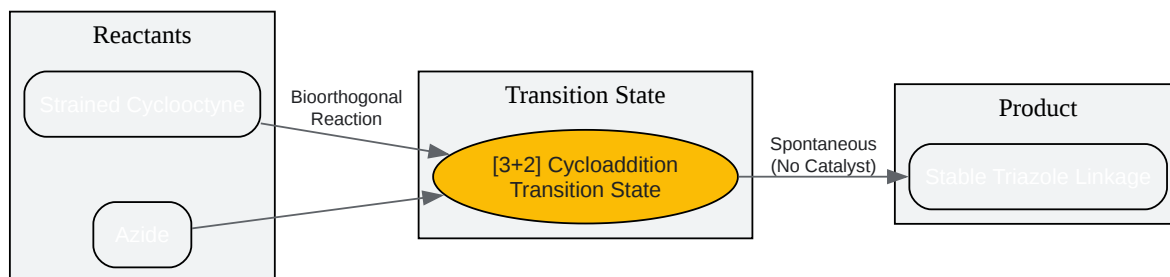 Reactants
Strained Cyclooctyne
Azide
Bioorthogonal
Reaction
Transition State
[3+2] Cycloaddition
Transition State
Spontaneous
(No Catalyst)
Product
Stable Triazole Linkage